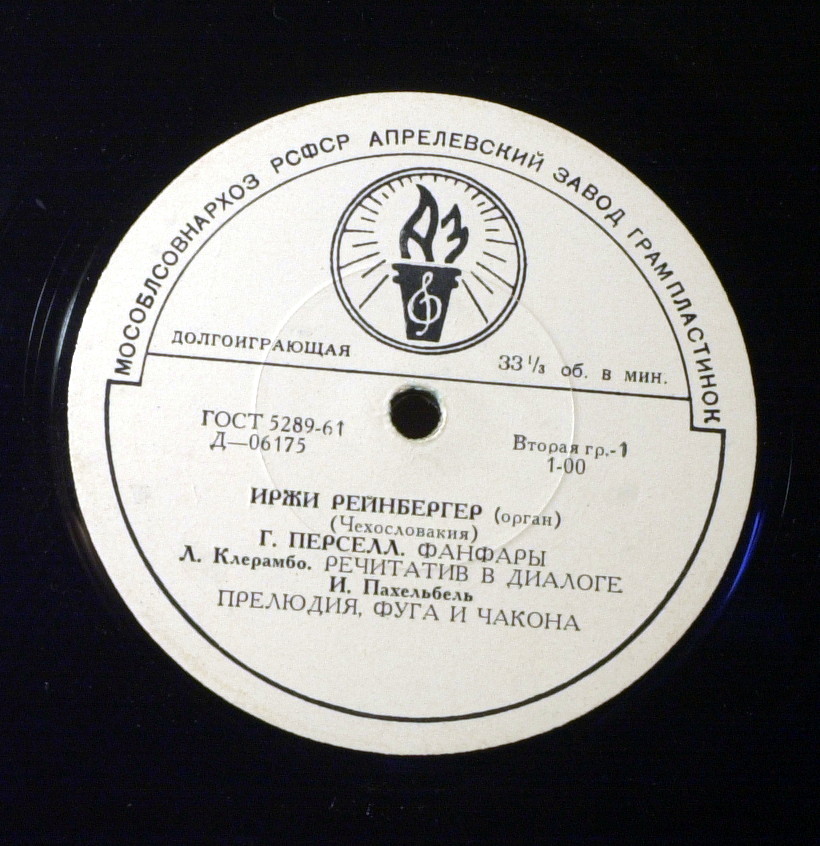 МОСОБЛСОВНАРХОЗ РСФСР АПРЕЛЕВСКИЙ ЗАВОД ГРАМПЛАСТИНОК
АЗ
ДОЛГОИГРАЮЩАЯ
33 1/3 об. в мин.
ГОСТ 5289-61
Д—06175
Вторая гр.-1
1-00
ИРЖИ РЕЙНБЕРГЕР (орган)
(Чехословакия)
Г. ПЕРСЕЛЛ. ФАНФАРЫ
Л. Клерамбо. РЕЧИТАТИВ В ДИАЛОГЕ
И. Пахельбель
ПРЕЛЮДИЯ, ФУГА И ЧАКОНА